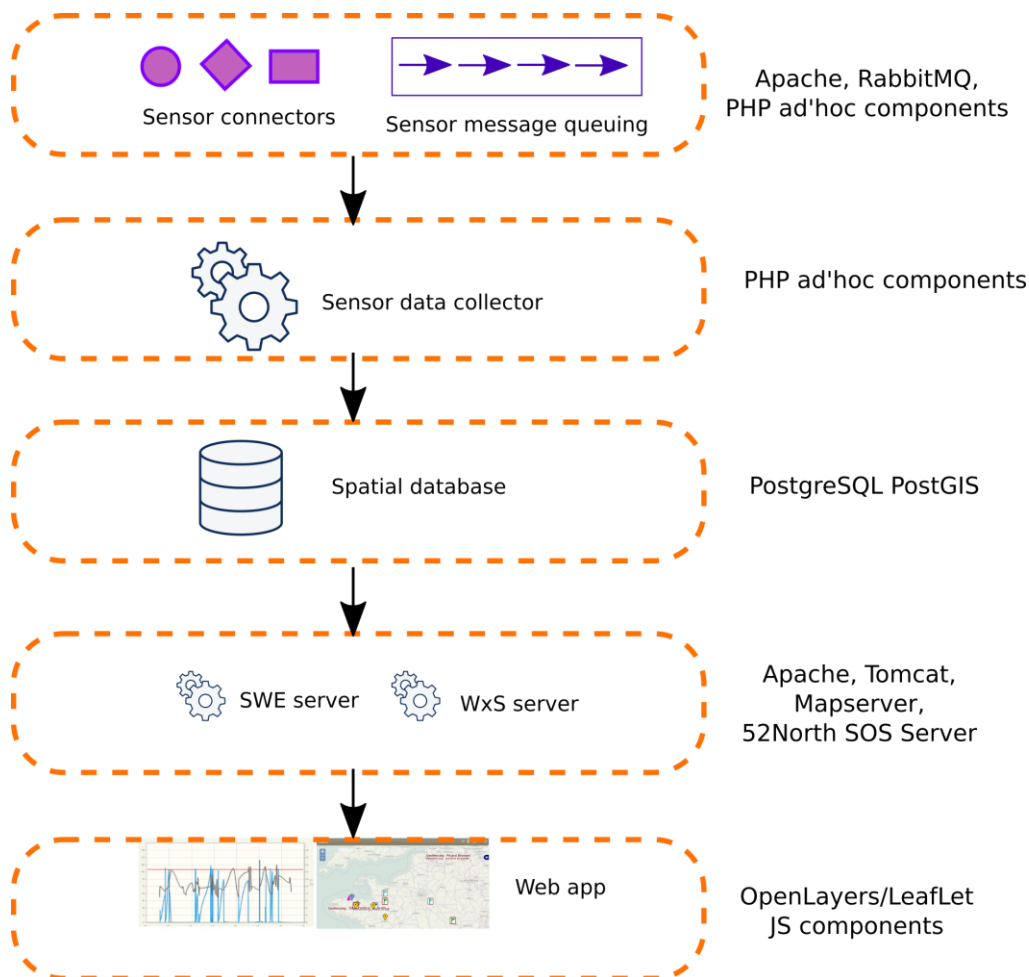 Sensor connectors
Sensor message queuing
Apache, RabbitMQ,
PHP ad'hoc components
Sensor data collector
PHP ad'hoc components
Spatial database
PostgreSQL PostGIS
SWE server
WxS server
Apache, Tomcat,
Mapserver,
52North SOS Server
Web app
OpenLayers/LeafLet
JS components